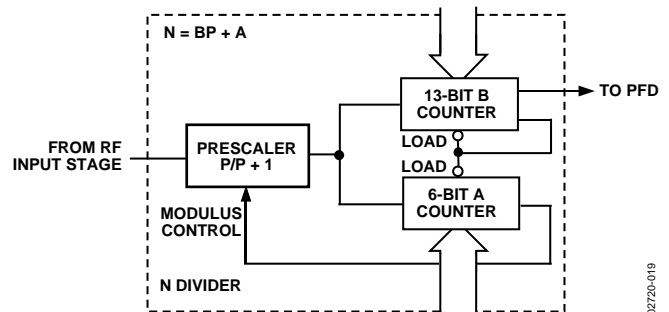 N = BP + A
13-BIT B
COUNTER
TO PFD
FROM RF
INPUT STAGE
PRESCALER
P/P + 1
LOAD
LOAD
6-BIT A
COUNTER
MODULUS
CONTROL
N DIVIDER
02720-019